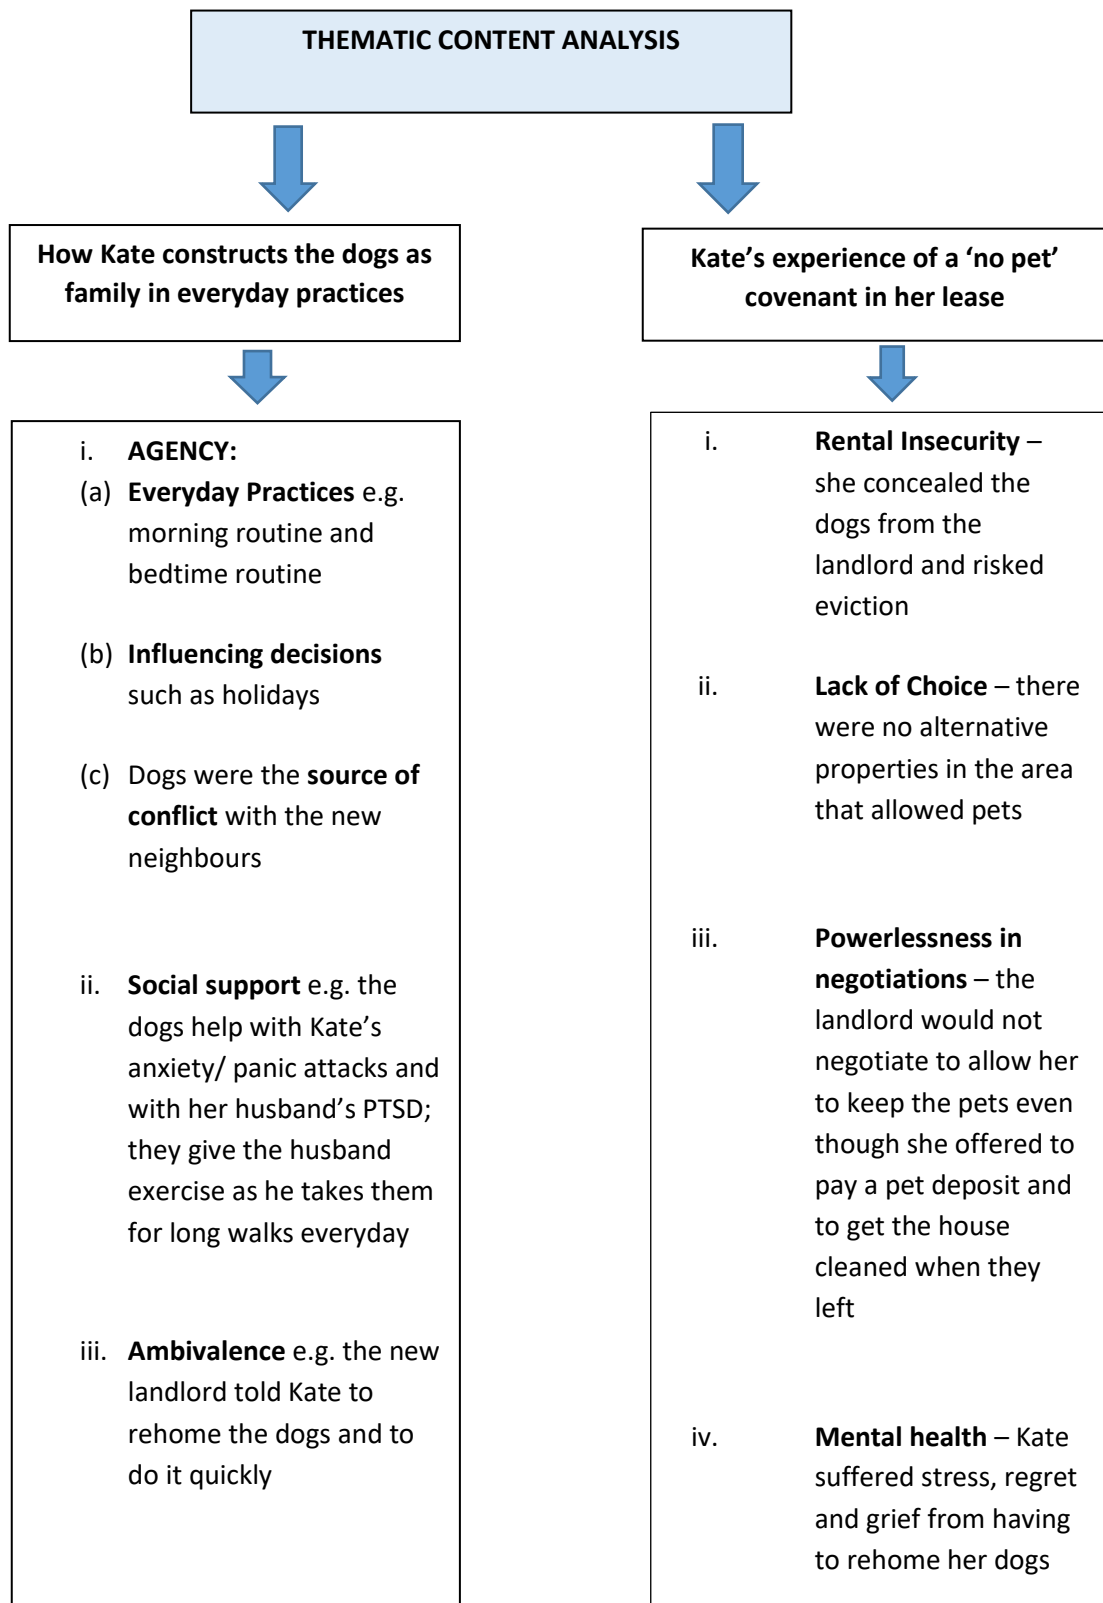 THEMATIC CONTENT ANALYSIS
How Kate constructs the dogs as
family in everyday practices
i. AGENCY:
(a) Everyday Practices e.g.
morning routine and
bedtime routine
(b) Influencing decisions
such as holidays
(c) Dogs were the source of
conflict with the new
neighbours
ii. Social support e.g. the
dogs help with Kate’s
anxiety/ panic attacks and
with her husband’s PTSD;
they give the husband
exercise as he takes them
for long walks everyday
iii. Ambivalence e.g. the new
landlord told Kate to
rehome the dogs and to
do it quickly
Kate’s experience of a ‘no pet’
covenant in her lease
i. Rental Insecurity –
she concealed the
dogs from the
landlord and risked
eviction
ii. Lack of Choice – there
were no alternative
properties in the area
that allowed pets
iii. Powerlessness in
negotiations – the
landlord would not
negotiate to allow her
to keep the pets even
though she offered to
pay a pet deposit and
to get the house
cleaned when they
left
iv. Mental health – Kate
suffered stress, regret
and grief from having
to rehome her dogs